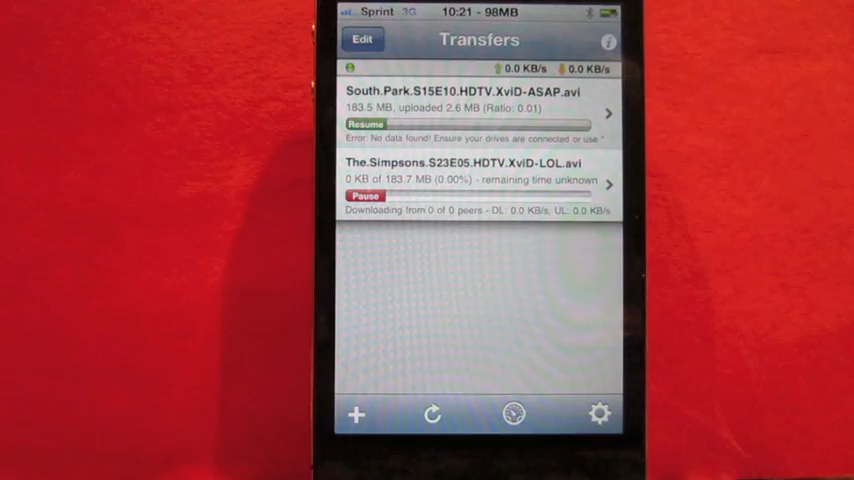 Sprint 3G 10:21 - 98MB
Edit Transfers
0.0 KB/s 0.0 KB/s
South.Park.S15E10.HDTV.XviD-ASAP.avi
183.5 MB, uploaded 2.6 MB (Ratio: 0.01)
Resume
Error: No data found! Ensure your drives are connected or use "
The.Simpsons.S23E05.HDTV.XviD-LOL.avi
0 KB of 183.7 MB (0.00%) - remaining time unknown
Pause
Downloading from 0 of 0 peers - DL: 0.0 KB/s, UL: 0.0 KB/s